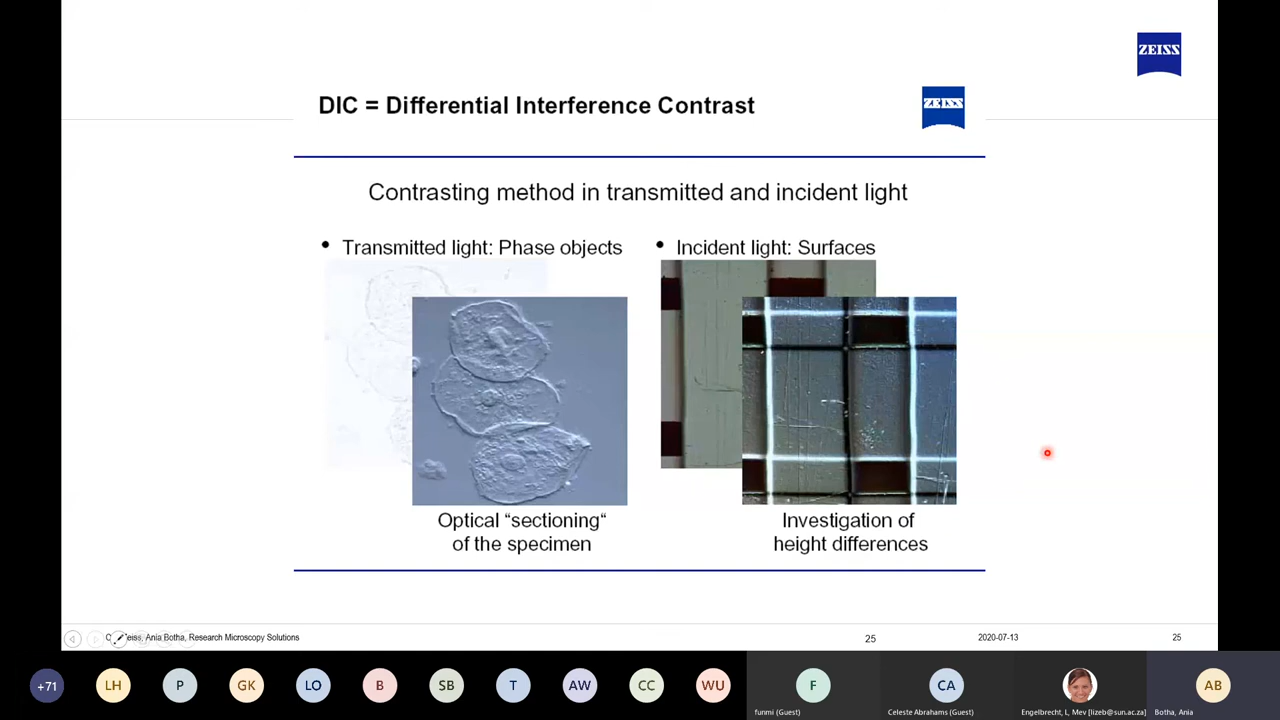 ZEISS
DIC = Differential Interference Contrast
ZEISS
Contrasting method in transmitted and incident light
• Transmitted light: Phase objects
• Incident light: Surfaces
Optical “sectioning“
of the specimen
Investigation of
height differences
Zeiss, Ania Botha, Research Microscopy Solutions
25
2020-07-13
25
+71
LH
P
GK
LO
B
SB
T
AW
CC
WU
F
CA
AB
funmi (Guest)
Celeste Abrahams (Guest)
Engelbrecht, L, Mev [lizeb@sun.ac.za]
Botha, Ania